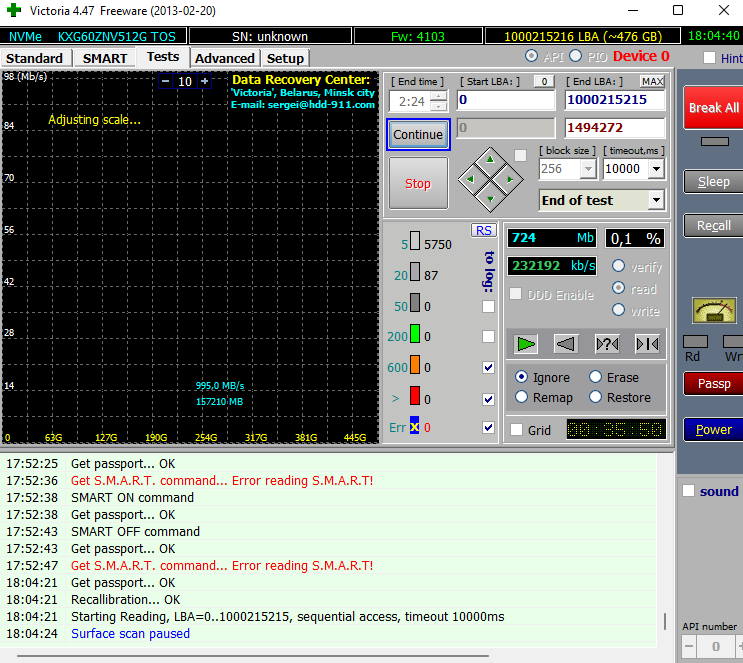 Victoria 4.47 Freeware (2013-02-20)
NVMe KXG60ZNV512G TOS SN: unknown Fw: 4103 1000215216 LBA (~476 GB) 18:04:40
Standard SMART Tests Advanced Setup API PIO Device 0 Hint
98 (Mb/s) − 10 + Data Recovery Center:
'Victoria', Belarus, Minsk city
E-mail: sergei@hdd-911.com
Adjusting scale...
84
70
56
42
28
14
995,0 MB/s
157210 MB
0 63G 127G 190G 254G 317G 381G 445G
[ End time ] [ Start LBA: ] 0 [ End LBA: ] MAX
2:24 0 1000215215
Continue 0 1494272
[ block size ] [ timeout,ms ]
256 10000
Stop
End of test
RS
to log:
5 5750
20 87
50 0
200 0
600 0
> 0
Err x 0
724 Mb 0,1 %
232192 kb/s
verify
read
write
DDD Enable
?
Ignore Erase
Remap Restore
Grid 00:35:50
Break All
Sleep
Recall
Rd Wr
Passp
Power
sound
API number
− 0 +
17:52:25 Get passport... OK
17:52:36 Get S.M.A.R.T. command... Error reading S.M.A.R.T!
17:52:38 SMART ON command
17:52:38 Get passport... OK
17:52:43 SMART OFF command
17:52:43 Get passport... OK
17:52:47 Get S.M.A.R.T. command... Error reading S.M.A.R.T!
18:04:21 Get passport... OK
18:04:21 Recallibration... OK
18:04:21 Starting Reading, LBA=0..1000215215, sequential access, timeout 10000ms
18:04:24 Surface scan paused